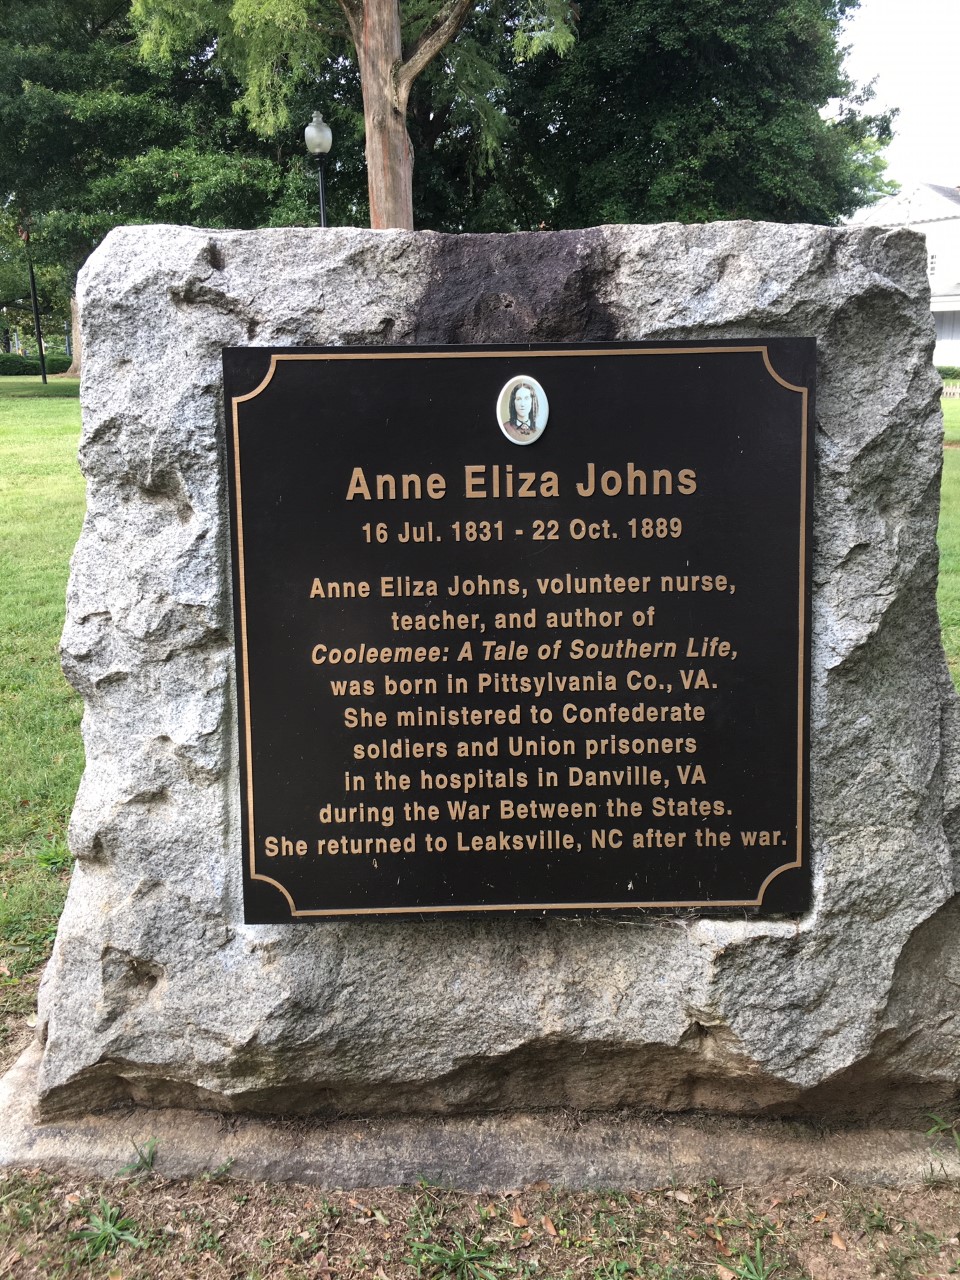 Anne Eliza Johns
16 Jul. 1831 - 22 Oct. 1889
Anne Eliza Johns, volunteer nurse,
teacher, and author of
Cooleemee: A Tale of Southern Life,
was born in Pittsylvania Co., VA.
She ministered to Confederate
soldiers and Union prisoners
in the hospitals in Danville, VA
during the War Between the States.
She returned to Leaksville, NC after the war.